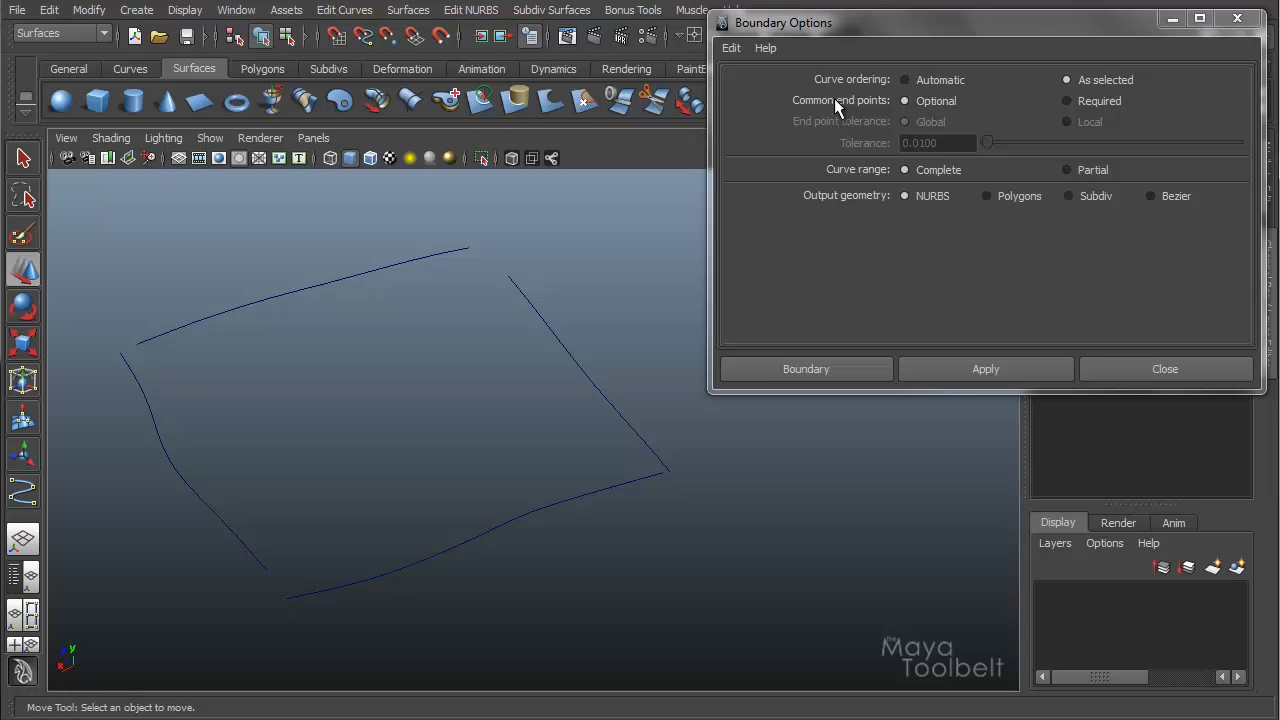 File Edit Modify Create Display Window Assets Edit Curves Surfaces Edit NURBS Subdiv Surfaces Bonus Tools Muscle
Boundary Options
Edit Help
Surfaces
General Curves Surfaces Polygons Subdivs Deformation Animation Dynamics Rendering PaintE
Curve ordering: Automatic As selected
Common end points: Optional Required
End point tolerance: Global Local
Tolerance: 0.0100
Curve range: Complete Partial
Output geometry: NURBS Polygons Subdiv Bezier
Boundary Apply Close
View Shading Lighting Show Renderer Panels
IPR
y
x
the Maya Toolbelt
Display Render Anim
Layers Options Help
Move Tool: Select an object to move.